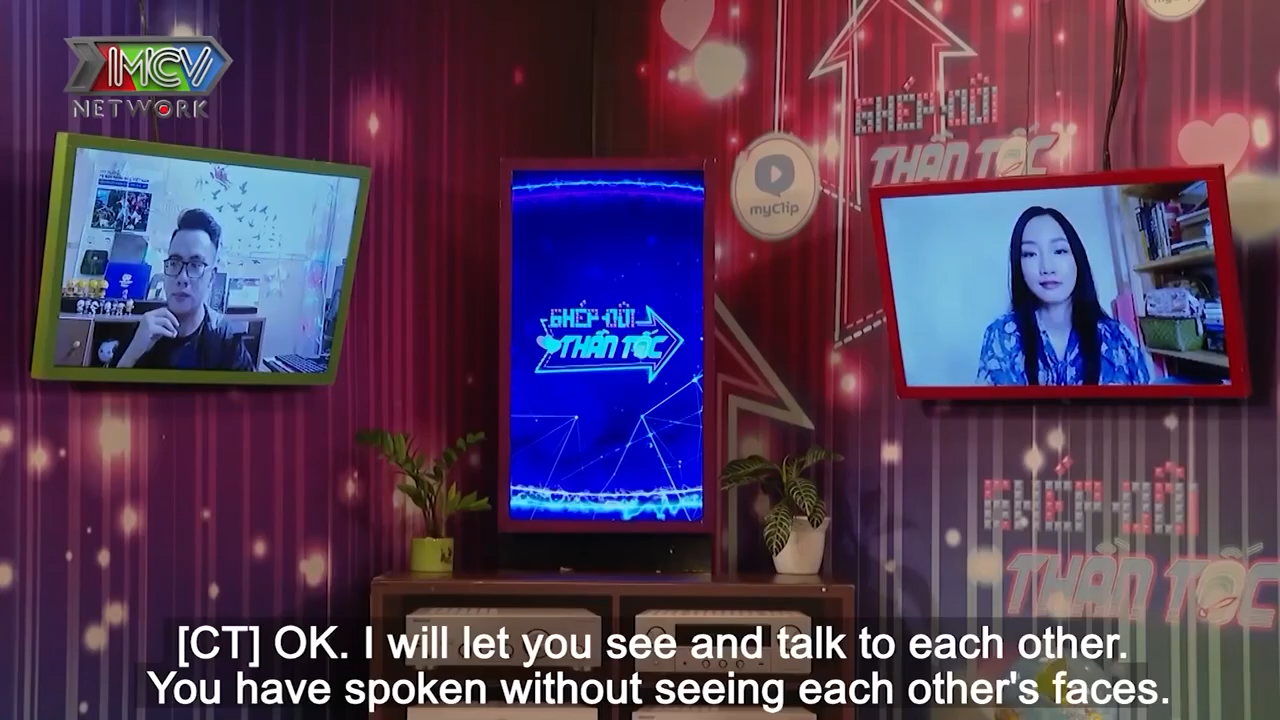 MCV
NETWORK
GHÉP ĐÔI
THẦN TỐC
myClip
GHÉP ĐÔI
THẦN TỐC
GHÉP ĐÔI
THẦN TỐC
[CT] OK. I will let you see and talk to each other.
You have spoken without seeing each other's faces.